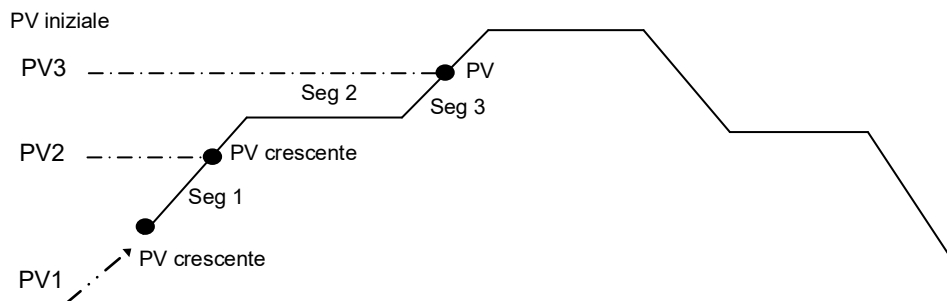 PV iniziale
PV3
PV
Seg 2
Seg 3
PV2
PV crescente
Seg 1
PV crescente
PV1